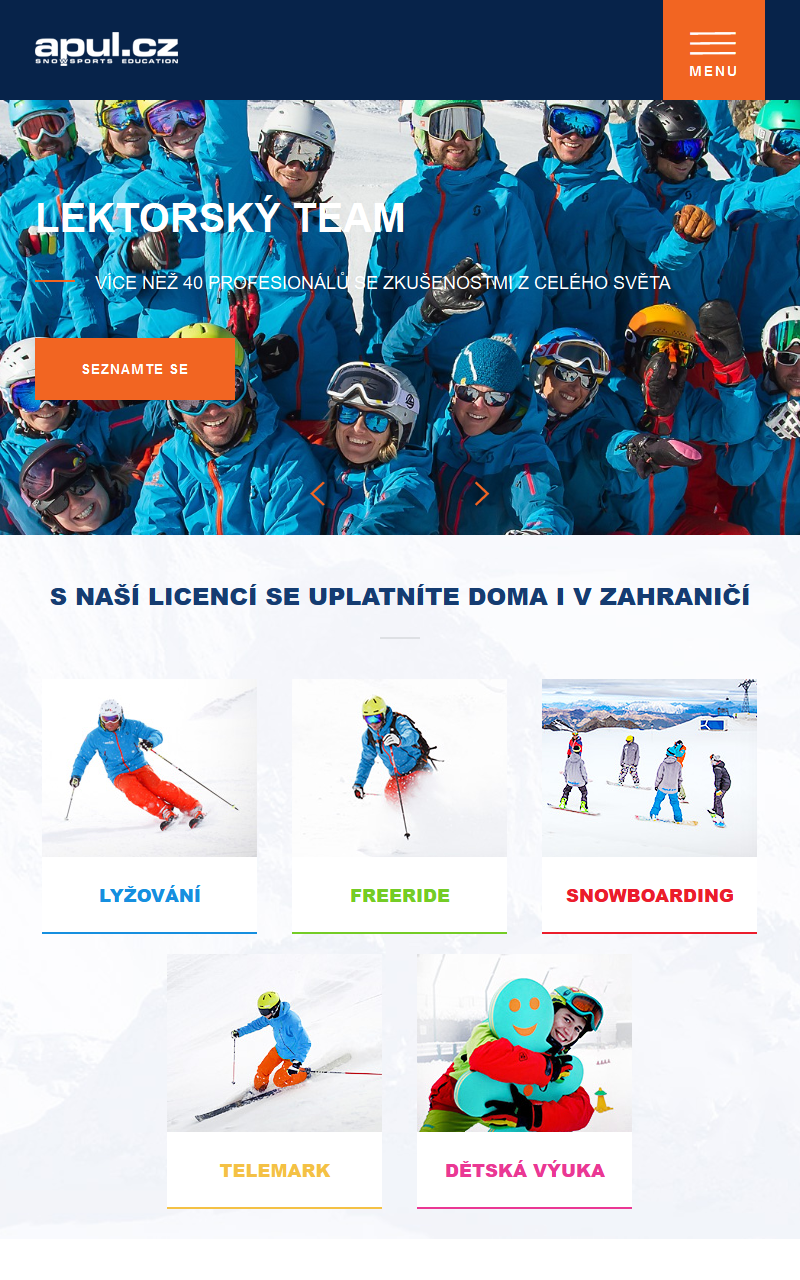 apul.cz
SNOWSPORTS EDUCATION
MENU
LEKTORSKÝ TEAM
VÍCE NEŽ 40 PROFESIONÁLŮ SE ZKUŠENOSTMI Z CELÉHO SVĚTA
SEZNAMTE SE
S NAŠÍ LICENCÍ SE UPLATNÍTE DOMA I V ZAHRANIČÍ
LYŽOVÁNÍ
FREERIDE
SNOWBOARDING
TELEMARK
DĚTSKÁ VÝUKA